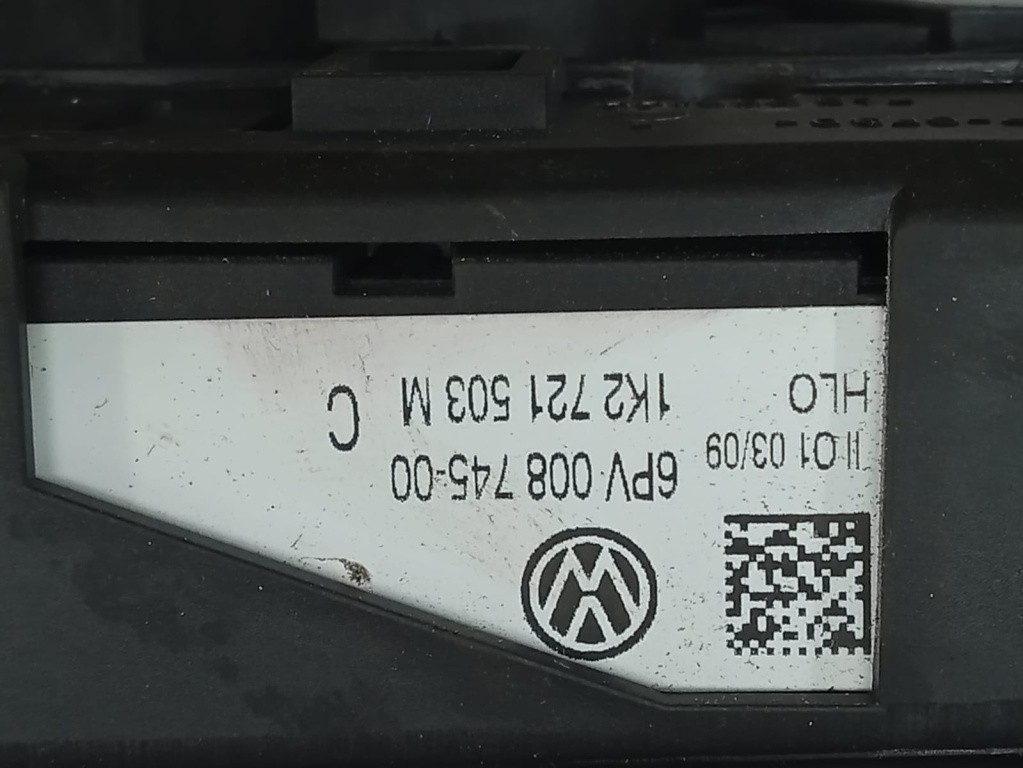 6PV 008 745-00
II 01 03/09
1K2 721 503 M C
HLO